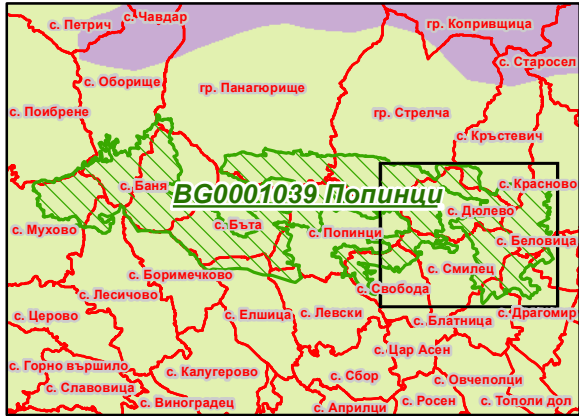 с. Петрич
с. Чавдар
гр. Копривщица
с. Старосел
с. Оборище
гр. Панагюрище
с. Поибрене
гр. Стрелча
с. Кръстевич
с. Баня
BG0001039 Попинци
с. Красново
с. Дюлево
с. Мухово
с. Бъта
с. Попинци
с. Беловица
с. Боримечково
с. Смилец
с. Свобода
с. Лесичово
с. Церово
с. Елшица
с. Левски
с. Блатница
с. Драгомир
с. Цар Асен
с. Горно вършило
с. Калугерово
с. Сбор
с. Овчеполци
с. Славовица
с. Виноградец
с. Априлци
с. Росен
с. Тополи дол